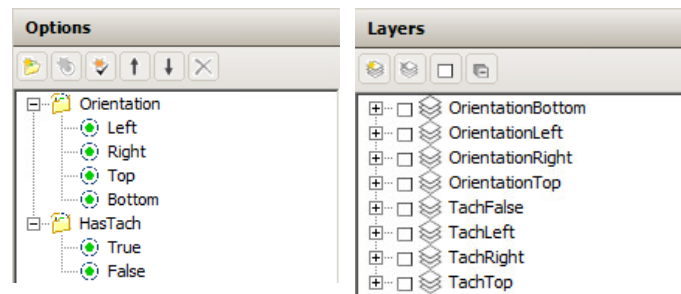 Options
Orientation
Left
Right
Top
Bottom
HasTach
True
False
Layers
OrientationBottom
OrientationLeft
OrientationRight
OrientationTop
TachFalse
TachLeft
TachRight
TachTop